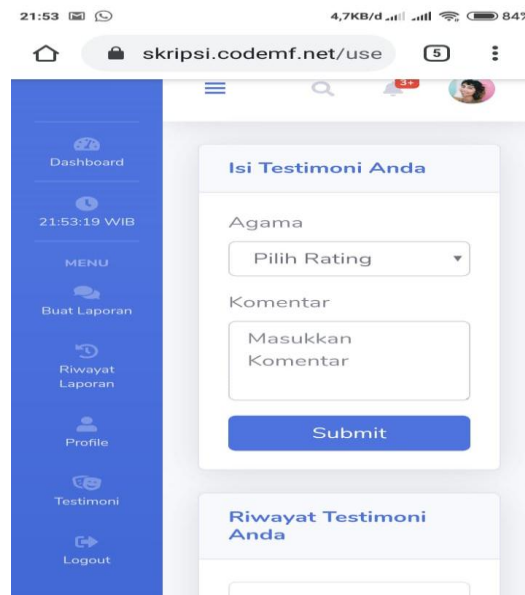 21:53 4,7KB/d 84%
skripsi.codemf.net/use 5
3+
Dashboard
21:53:19 WIB
MENU
Buat Laporan
Riwayat
Laporan
Profile
Testimoni
Logout
Isi Testimoni Anda
Agama
Pilih Rating
Komentar
Masukkan
Komentar
Submit
Riwayat Testimoni
Anda